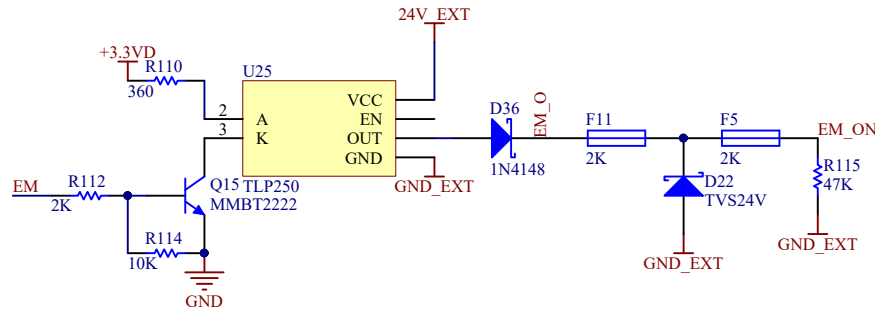 24V_EXT
+3.3VD
R110
360
U25
2
A
3
K
VCC
EN
OUT
GND
TLP250
GND_EXT
D36
1N4148
EM_O
F11
2K
F5
2K
EM_ON
R115
47K
GND_EXT
D22
TVS24V
GND_EXT
EM
R112
2K
Q15
MMBT2222
R114
10K
GND